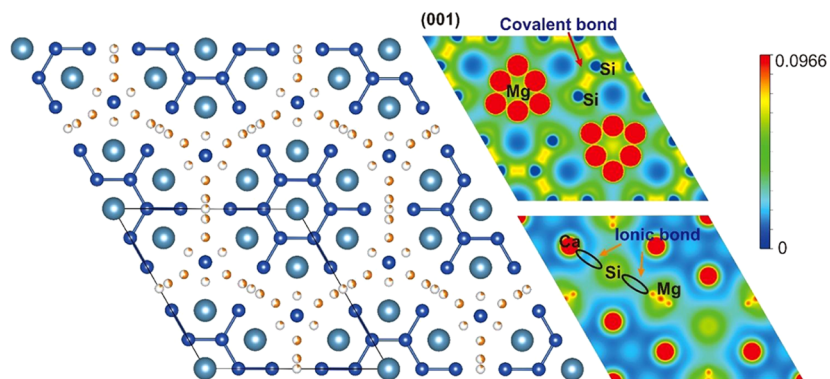 (001)
Covalent bond
Si
Mg
Si
0.0966
0
Ionic bond
Ca
Si
Mg